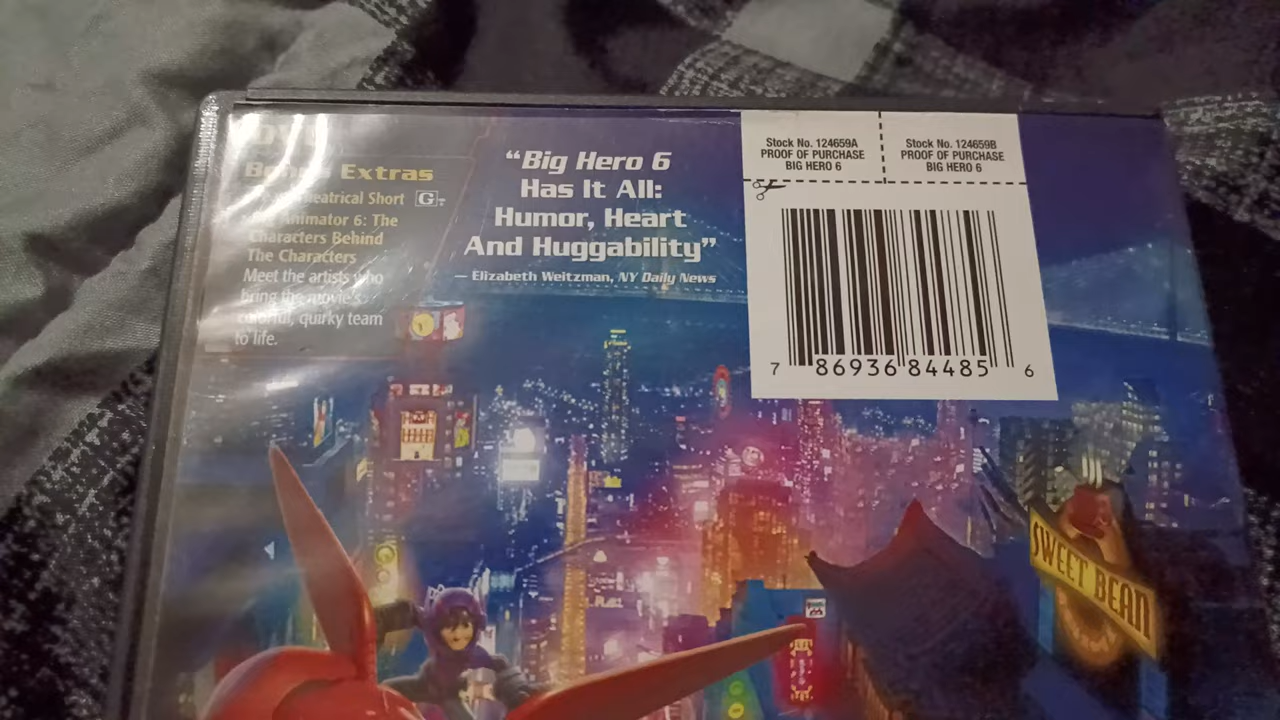 Extras
Theatrical Short G
Animator 6: The
Characters Behind
The Characters
Meet the artists who
bring the movie's
colorful, quirky team
to life.
"Big Hero 6
Has It All:
Humor, Heart
And Huggability"
— Elizabeth Weitzman, NY Daily News
Stock No. 124659A
PROOF OF PURCHASE
BIG HERO 6
Stock No. 124659B
PROOF OF PURCHASE
BIG HERO 6
7 86936 84485 6
SWEET BEAN